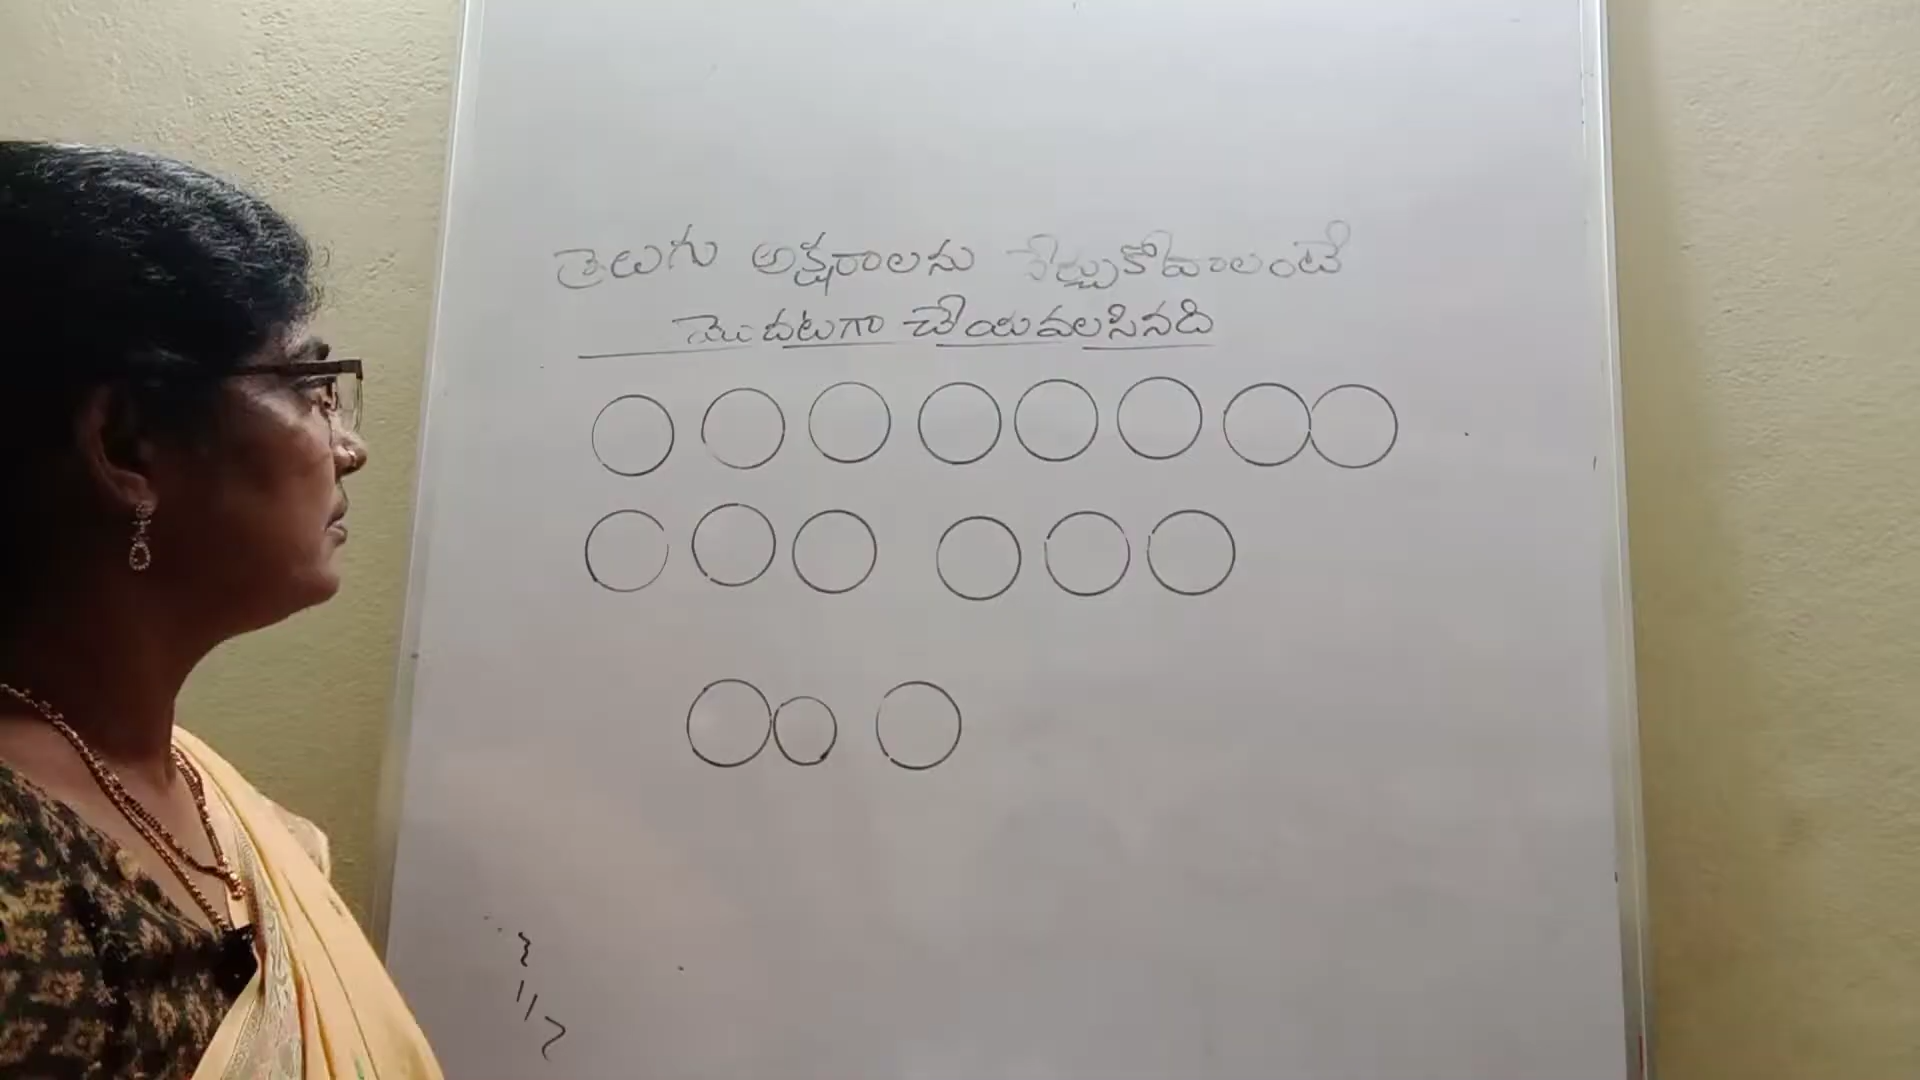 తెలుగు అక్షరాలను నేర్చుకోవాలంటే
మొదటగా చేయవలసినది